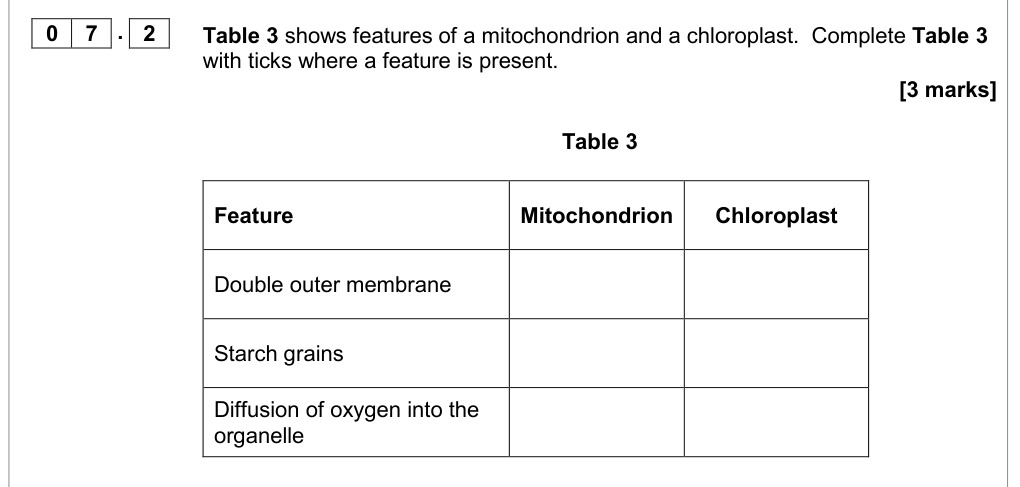 0 7 . 2 Table 3 shows features of a mitochondrion and a chloroplast. Complete Table 3
with ticks where a feature is present.
[3 marks]
Table 3
Feature Mitochondrion Chloroplast
Double outer membrane
Starch grains
Diffusion of oxygen into the
organelle